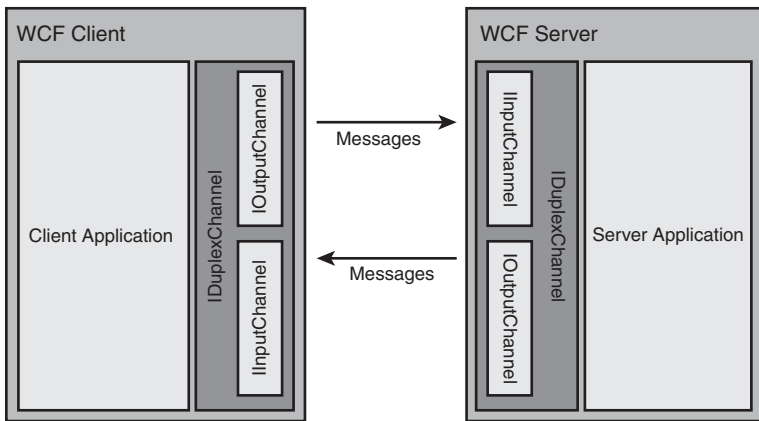 WCF Client
Client Application
IDuplexChannel
IOutputChannel
IInputChannel
Messages
Messages
WCF Server
IInputChannel
IOutputChannel
IDuplexChannel
Server Application